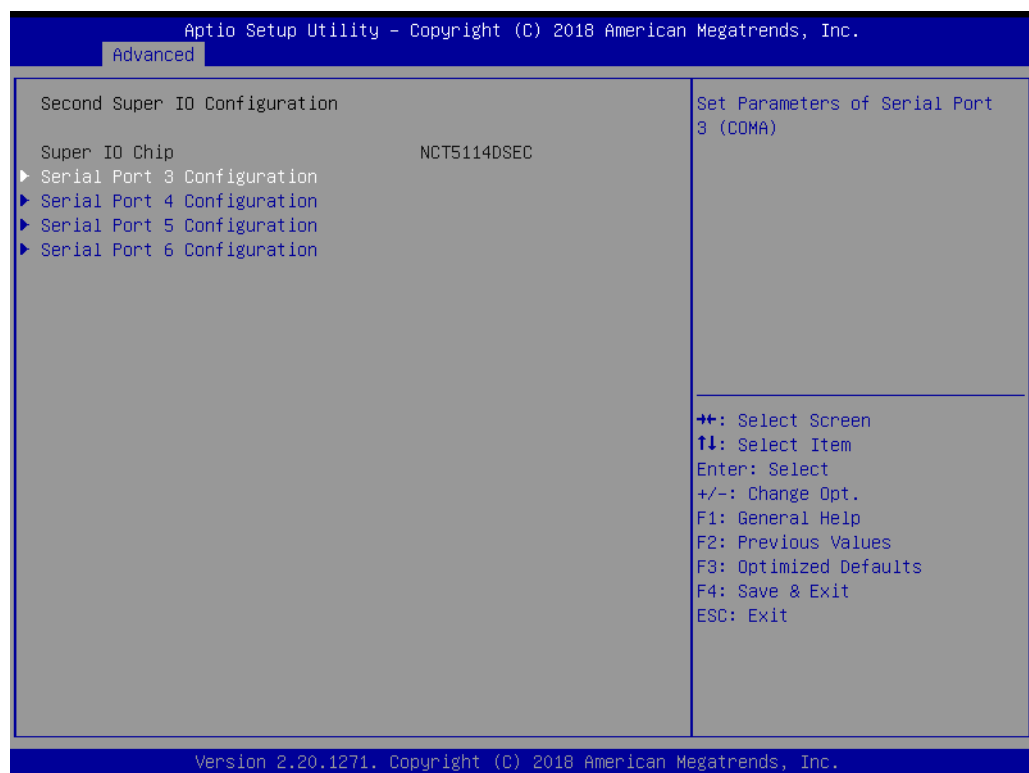 Aptio Setup Utility – Copyright (C) 2018 American Megatrends, Inc.
Advanced
Second Super IO Configuration
Super IO Chip NCT5114DSEC
Serial Port 3 Configuration
Serial Port 4 Configuration
Serial Port 5 Configuration
Serial Port 6 Configuration
Set Parameters of Serial Port
3 (COMA)
→←: Select Screen
↑↓: Select Item
Enter: Select
+/-: Change Opt.
F1: General Help
F2: Previous Values
F3: Optimized Defaults
F4: Save & Exit
ESC: Exit
Version 2.20.1271. Copyright (C) 2018 American Megatrends, Inc.